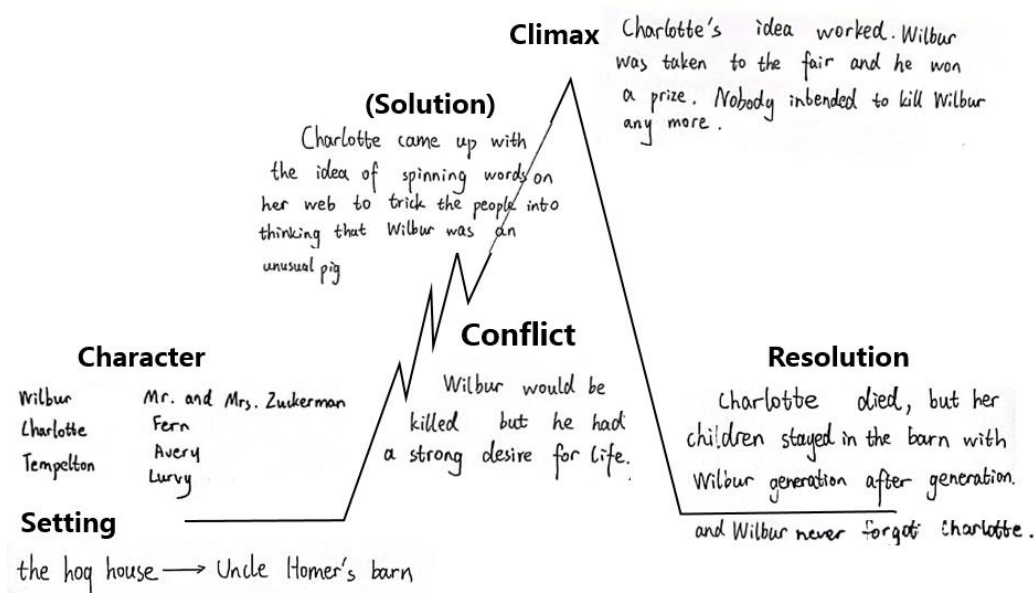 Climax
Charlotte's idea worked. Wilbur
was taken to the fair and he won
a prize. Nobody intended to kill Wilbur
any more.
(Solution)
Charlotte came up with
the idea of spinning words on
her web to trick the people into
thinking that Wilbur was an
unusual pig
Conflict
Wilbur would be
killed but he had
a strong desire for life.
Character
Wilbur Mr. and Mrs. Zuckerman
Charlotte Fern
Tempelton Avery
Lurvy
Resolution
Charlotte died, but her
children stayed in the barn with
Wilbur generation after generation.
and Wilbur never forgot Charlotte.
Setting
the hog house → Uncle Homer's barn